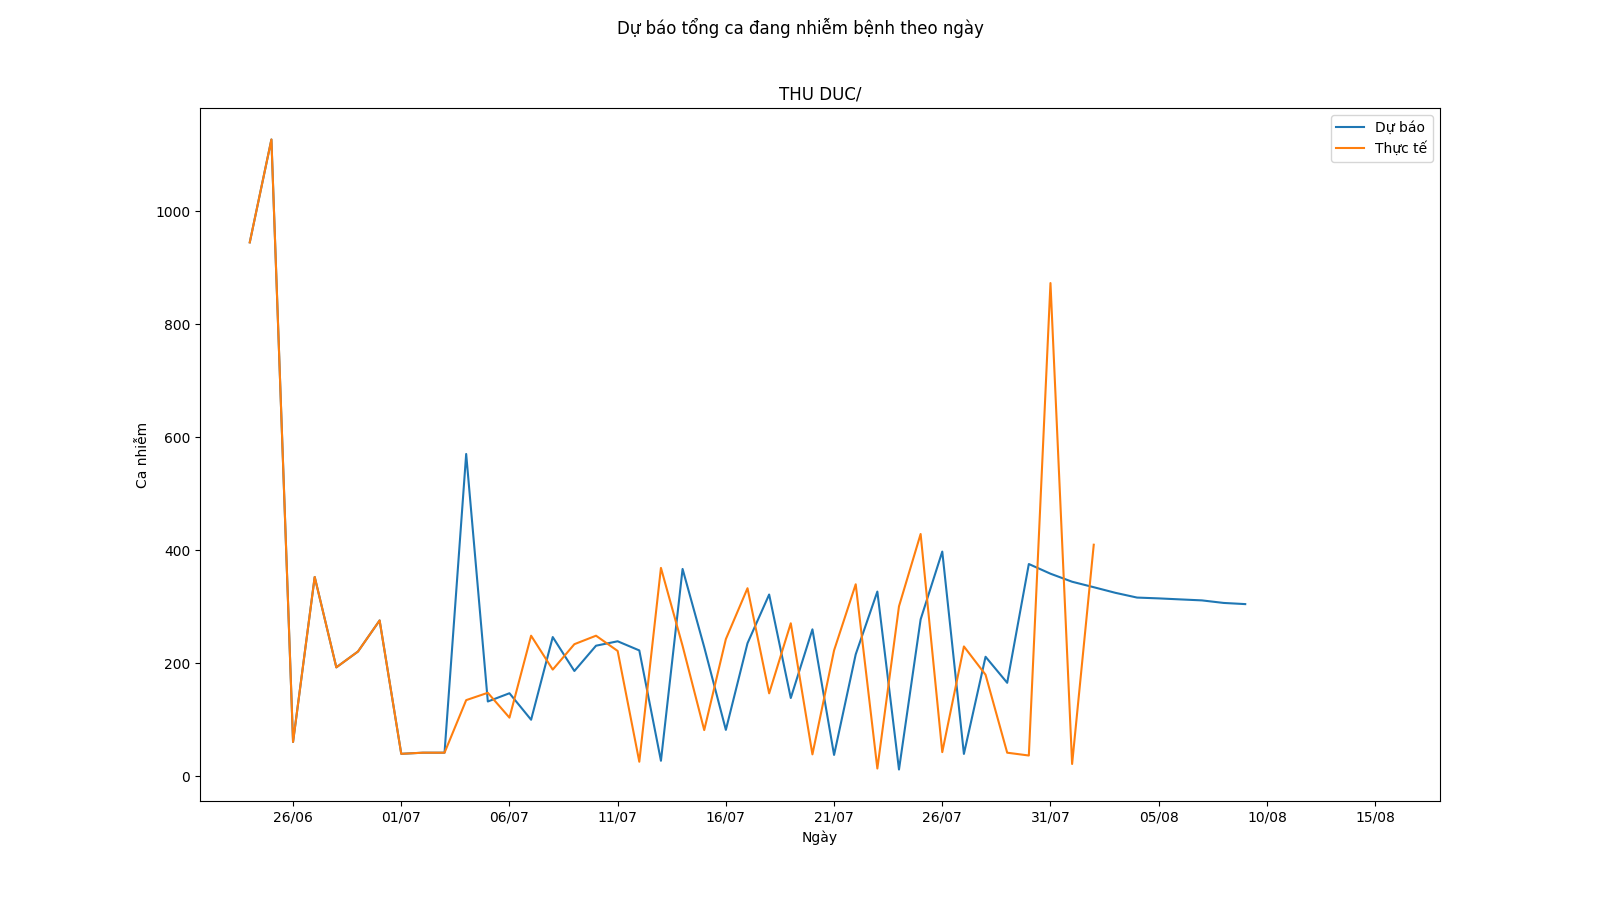 Dự báo tổng ca đang nhiễm bệnh theo ngày
THU DUC/
Dự báo
Thực tế
1000
800
600
400
200
0
Ca nhiễm
26/06 01/07 06/07 11/07 16/07 21/07 26/07 31/07 05/08 10/08 15/08
Ngày